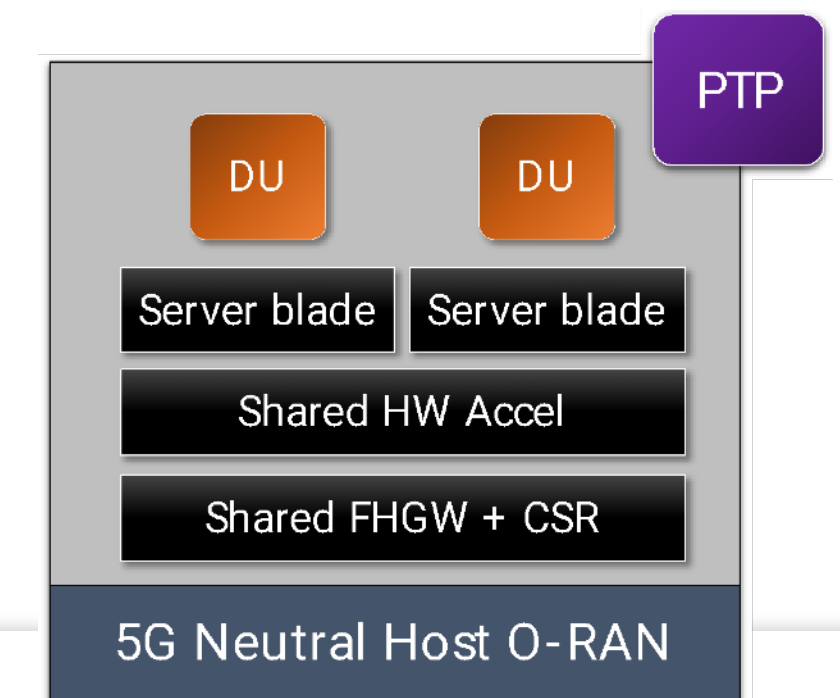 PTP
DU
DU
Server blade
Server blade
Shared HW Accel
Shared FHGW + CSR
5G Neutral Host O-RAN